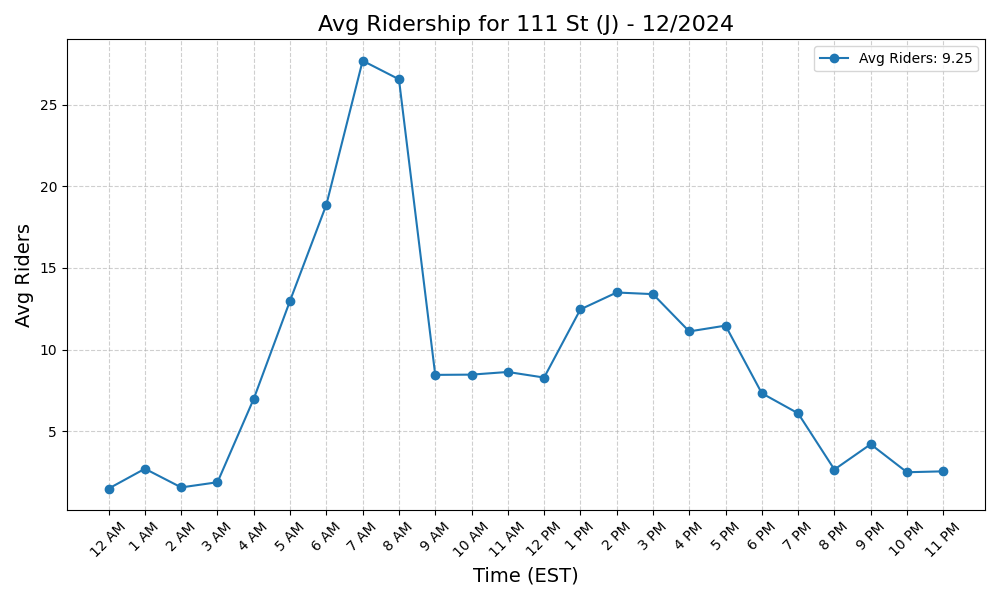 Avg Ridership for 111 St (J) - 12/2024
Avg Riders: 9.25
Avg Riders
25
20
15
10
5
12 AM
1 AM
2 AM
3 AM
4 AM
5 AM
6 AM
7 AM
8 AM
9 AM
10 AM
11 AM
12 PM
1 PM
2 PM
3 PM
4 PM
5 PM
6 PM
7 PM
8 PM
9 PM
10 PM
11 PM
Time (EST)